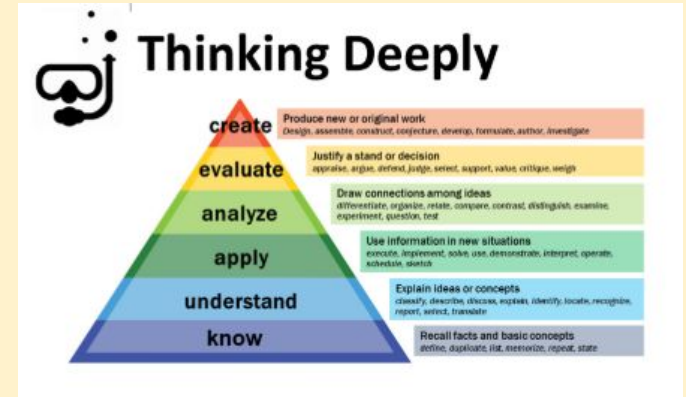 Thinking Deeply
create
Produce new or original work
Design, assemble, construct, conjecture, develop, formulate, author, investigate
evaluate
Justify a stand or decision
appraise, argue, defend, judge, select, support, value, critique, weigh
analyze
Draw connections among ideas
differentiate, organize, relate, compare, contrast, distinguish, examine,
experiment, question, test
apply
Use information in new situations
execute, implement, solve, use, demonstrate, interpret, operate,
schedule, sketch
understand
Explain ideas or concepts
classify, describe, discuss, explain, identify, locate, recognize,
report, select, translate
know
Recall facts and basic concepts
define, duplicate, list, memorize, repeat, state